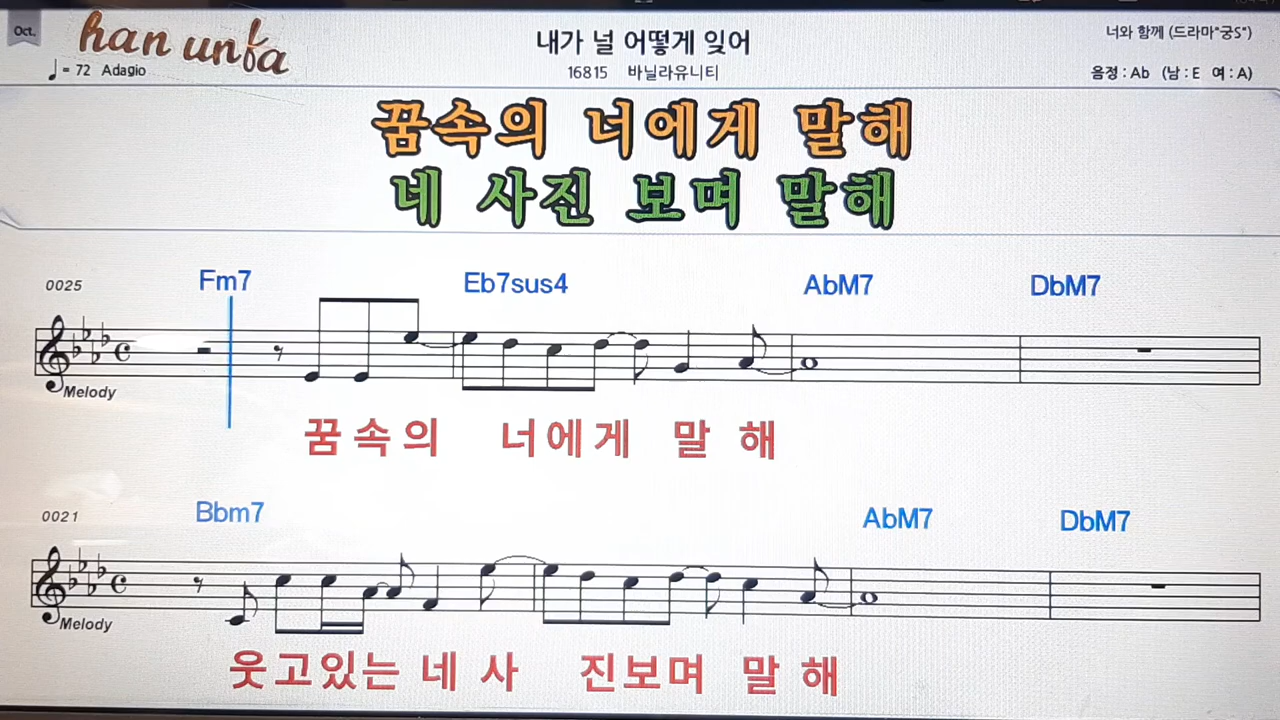 Oct.
han unfa
♩= 72 Adagio
내가 널 어떻게 잊어
16815 바닐라유니티
너와 함께 (드라마"궁S")
음정 : Ab (남 : E 여 : A)
꿈속의 너에게 말해
네 사진 보며 말해
0025 Fm7 Eb7sus4 AbM7 DbM7
Melody
꿈 속 의 너에게 말 해
0021 Bbm7 AbM7 DbM7
Melody
웃고있는 네 사 진보며 말 해